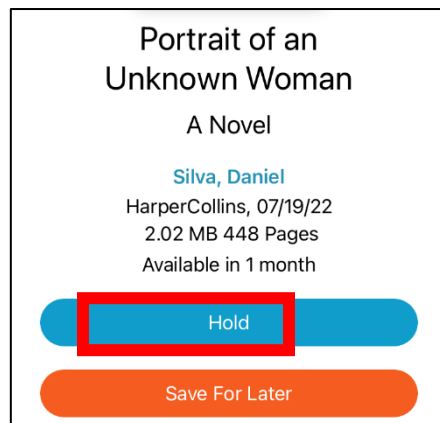 Portrait of an
Unknown Woman
A Novel
Silva, Daniel
HarperCollins, 07/19/22
2.02 MB 448 Pages
Available in 1 month
Hold
Save For Later